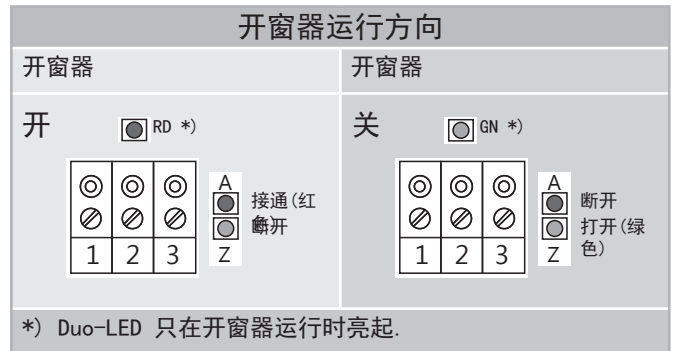 开窗器运行方向
开窗器
开窗器
开
RD *)
A
接通(红
色)
断开
1 2 3
Z
关
GN *)
A
断开
打开(绿
色)
1 2 3
Z
*) Duo-LED 只在开窗器运行时亮起.